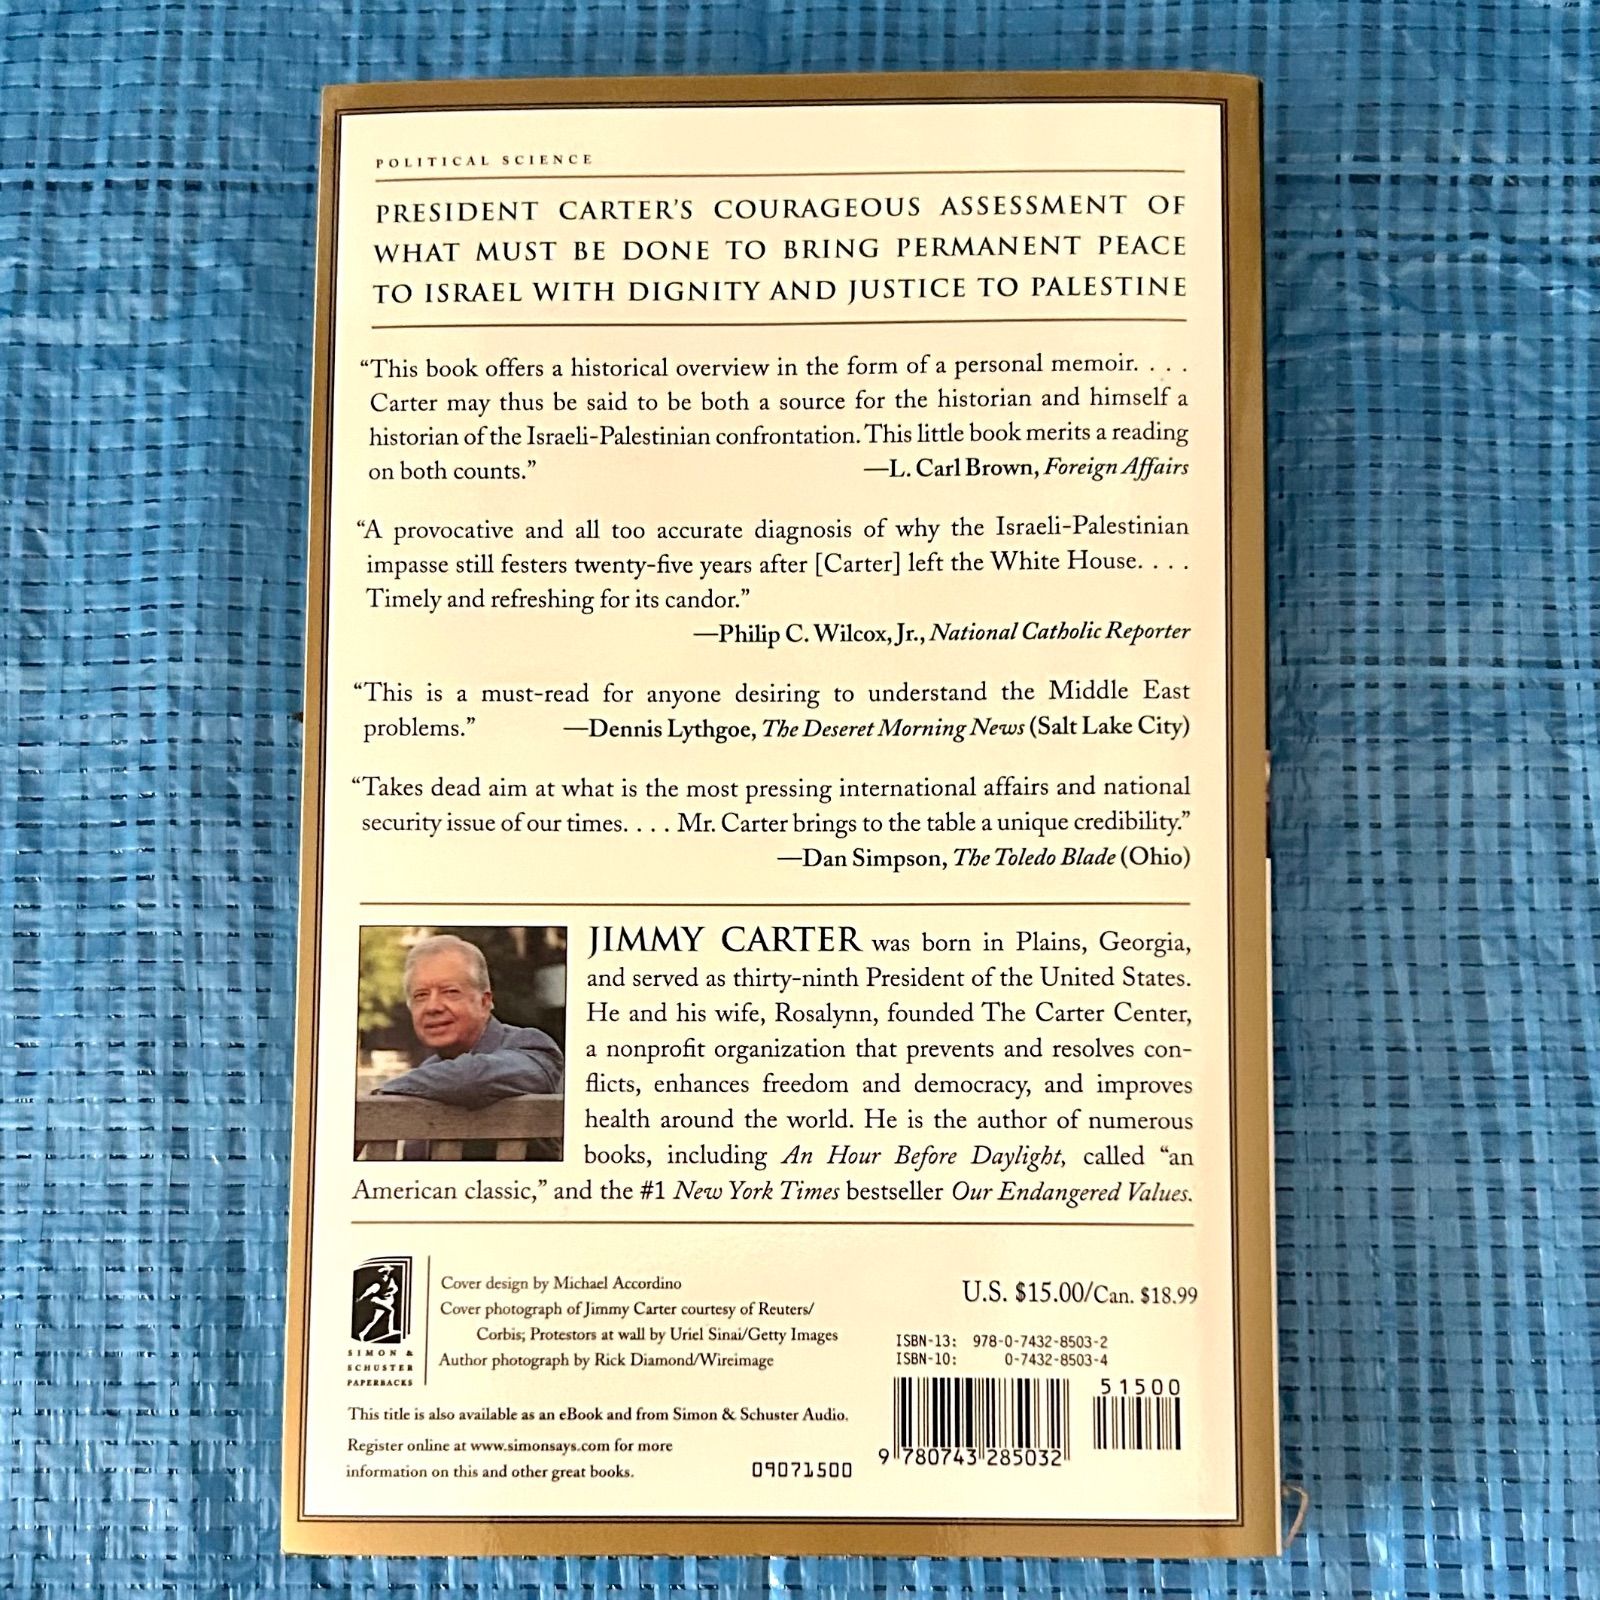 POLITICAL SCIENCE
PRESIDENT CARTER'S COURAGEOUS ASSESSMENT OF
WHAT MUST BE DONE TO BRING PERMANENT PEACE
TO ISRAEL WITH DIGNITY AND JUSTICE TO PALESTINE
“This book offers a historical overview in the form of a personal memoir. . . .
Carter may thus be said to be both a source for the historian and himself a
historian of the Israeli-Palestinian confrontation. This little book merits a reading
on both counts.” —L. Carl Brown, Foreign Affairs
“A provocative and all too accurate diagnosis of why the Israeli-Palestinian
impasse still festers twenty-five years after [Carter] left the White House. . . .
Timely and refreshing for its candor.”
—Philip C. Wilcox, Jr., National Catholic Reporter
“This is a must-read for anyone desiring to understand the Middle East
problems.” —Dennis Lythgoe, The Deseret Morning News (Salt Lake City)
“Takes dead aim at what is the most pressing international affairs and national
security issue of our times. . . . Mr. Carter brings to the table a unique credibility.”
—Dan Simpson, The Toledo Blade (Ohio)
JIMMY CARTER was born in Plains, Georgia,
and served as thirty-ninth President of the United States.
He and his wife, Rosalynn, founded The Carter Center,
a nonprofit organization that prevents and resolves con-
flicts, enhances freedom and democracy, and improves
health around the world. He is the author of numerous
books, including An Hour Before Daylight, called “an
American classic,” and the #1 New York Times bestseller Our Endangered Values.
SIMON &
SCHUSTER
PAPERBACKS
Cover design by Michael Accordino
Cover photograph of Jimmy Carter courtesy of Reuters/
Corbis; Protestors at wall by Uriel Sinai/Getty Images
Author photograph by Rick Diamond/Wireimage
This title is also available as an eBook and from Simon & Schuster Audio.
Register online at www.simonsays.com for more
information on this and other great books.
09071500
U.S. $15.00/Can. $18.99
ISBN-13: 978-0-7432-8503-2
ISBN-10: 0-7432-8503-4
51500
9 780743 285032